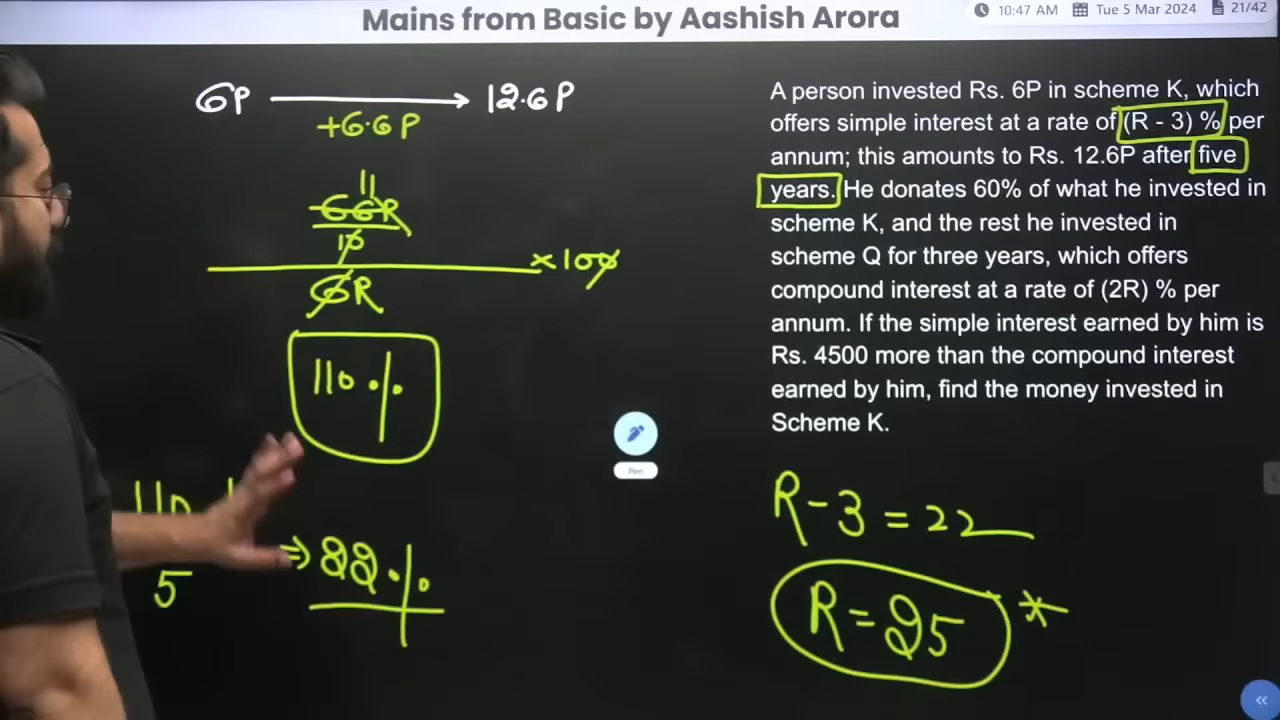 Mains from Basic by Aashish Arora
10:47 AM Tue 5 Mar 2024 21/42
6P → 12.6P
+6.6P
11
66R
10
×100
6R
110%
110
5
⇒ 22%
A person invested Rs. 6P in scheme K, which
offers simple interest at a rate of (R - 3) % per
annum; this amounts to Rs. 12.6P after five
years. He donates 60% of what he invested in
scheme K, and the rest he invested in
scheme Q for three years, which offers
compound interest at a rate of (2R) % per
annum. If the simple interest earned by him is
Rs. 4500 more than the compound interest
earned by him, find the money invested in
Scheme K.
Pen
R-3=22
R=25 *